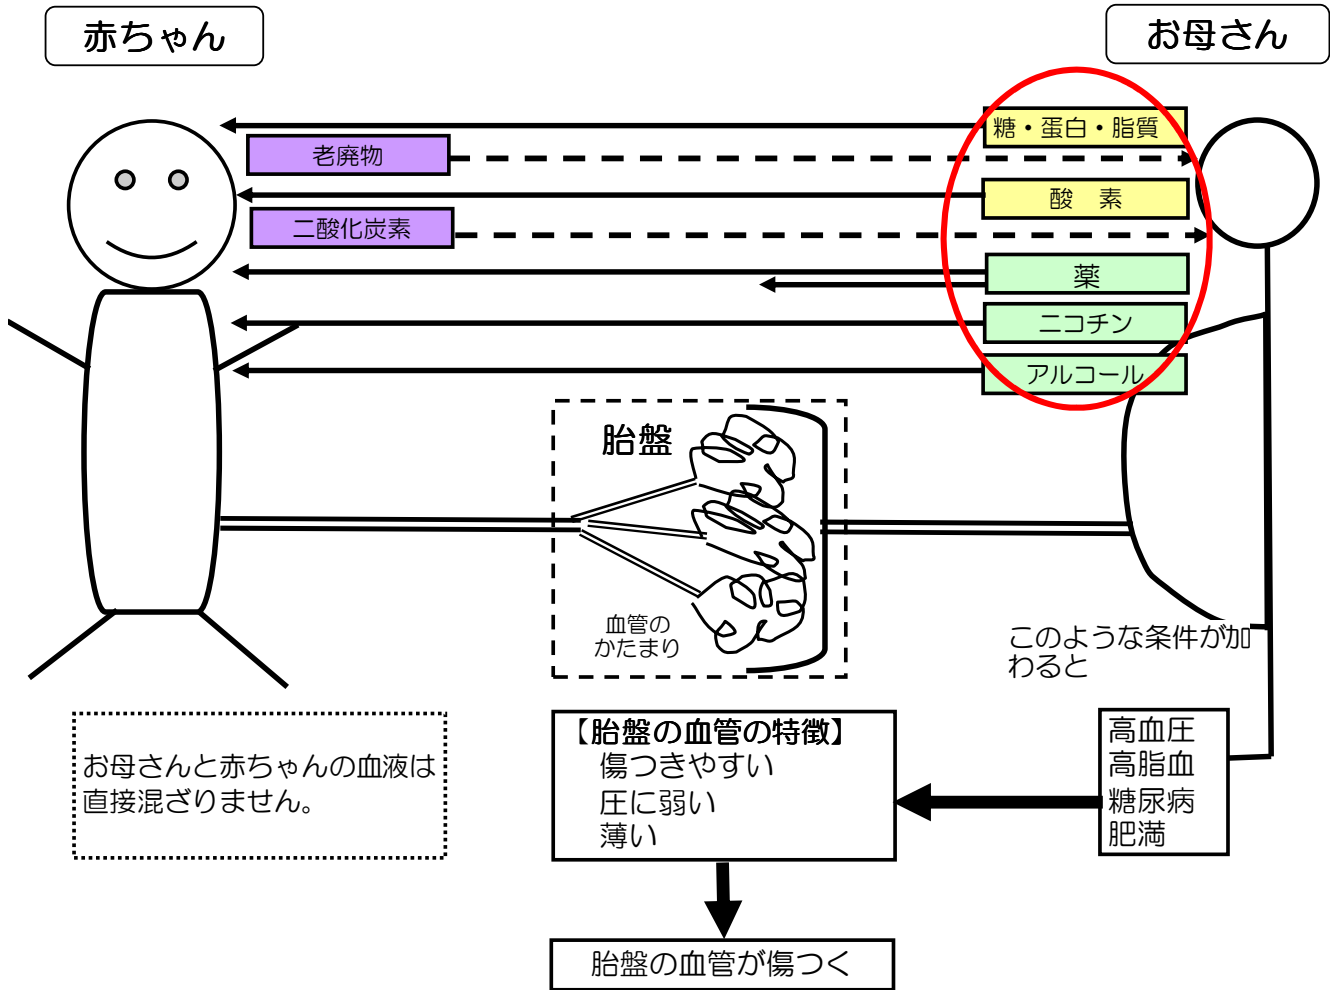 赤ちゃん
お母さん
糖・蛋白・脂質
老廃物
酸　素
二酸化炭素
薬
ニコチン
アルコール
胎盤
血管の
かたまり
このような条件が加
わると
お母さんと赤ちゃんの血液は
直接混ざりません。
【胎盤の血管の特徴】
傷つきやすい
圧に弱い
薄い
高血圧
高脂血
糖尿病
肥満
胎盤の血管が傷つく